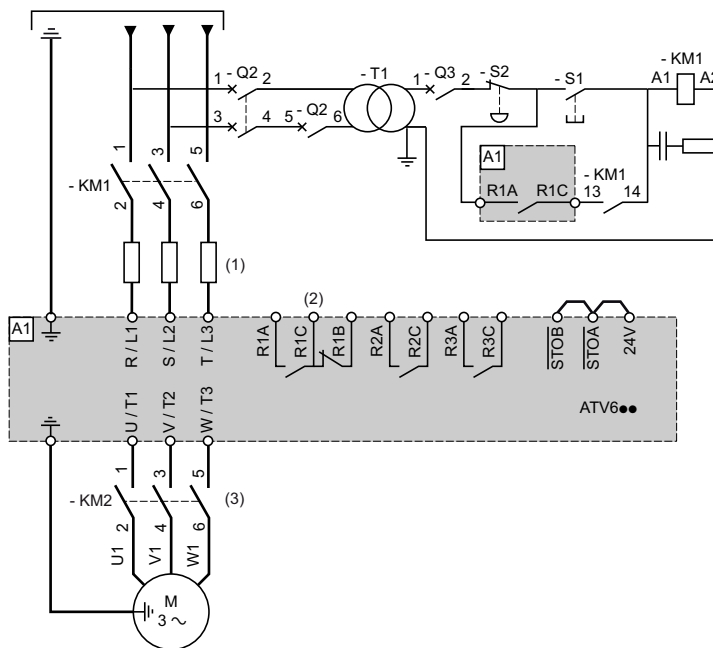 1 - Q2 2
- T1
1 - Q3 2
- S2
- S1
- KM1
A1 A2
3 4 5 - Q2 6
A1
R1A R1C
- KM1
13 14
1 3 5
- KM1
2 4 6
(1)
(2)
A1
R / L1
S / L2
T / L3
R1A
R1C
R1B
R2A
R2C
R3A
R3C
STOB
STOA
24V
U / T1
V / T2
W / T3
ATV6●●
1 3 5
- KM2
(3)
2 4 6
U1
V1
W1
M
3 ~